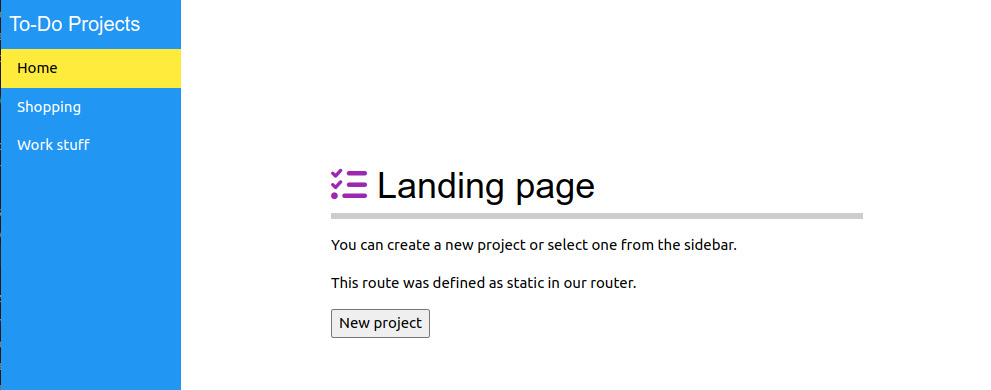 To-Do Projects
Home
Shopping
Work stuff
Landing page
You can create a new project or select one from the sidebar.
This route was defined as static in our router.
New project